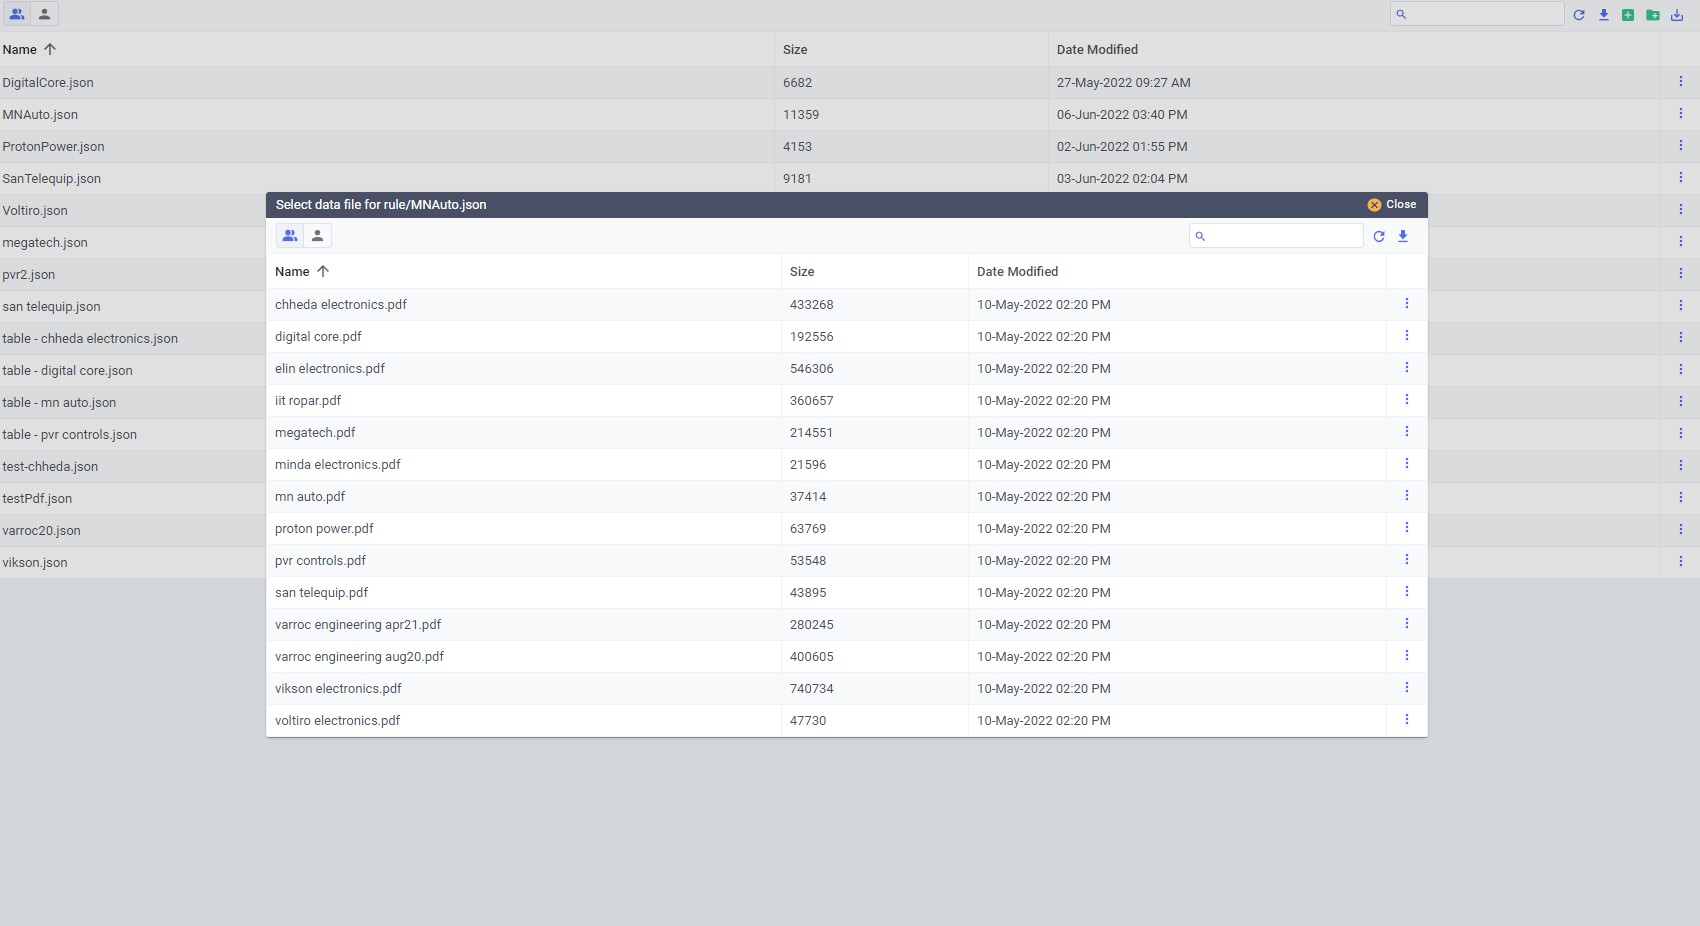 Name Size Date Modified
DigitalCore.json 6682 27-May-2022 09:27 AM
MNAuto.json 11359 06-Jun-2022 03:40 PM
ProtonPower.json 4153 02-Jun-2022 01:55 PM
SanTelequip.json 9181 03-Jun-2022 02:04 PM
Voltiro.json
megatech.json
pvr2.json
san telequip.json
table - chheda electronics.json
table - digital core.json
table - mn auto.json
table - pvr controls.json
test-chheda.json
testPdf.json
varroc20.json
vikson.json
Select data file for rule/MNAuto.json Close
Name Size Date Modified
chheda electronics.pdf 433268 10-May-2022 02:20 PM
digital core.pdf 192556 10-May-2022 02:20 PM
elin electronics.pdf 546306 10-May-2022 02:20 PM
iit ropar.pdf 360657 10-May-2022 02:20 PM
megatech.pdf 214551 10-May-2022 02:20 PM
minda electronics.pdf 21596 10-May-2022 02:20 PM
mn auto.pdf 37414 10-May-2022 02:20 PM
proton power.pdf 63769 10-May-2022 02:20 PM
pvr controls.pdf 53548 10-May-2022 02:20 PM
san telequip.pdf 43895 10-May-2022 02:20 PM
varroc engineering apr21.pdf 280245 10-May-2022 02:20 PM
varroc engineering aug20.pdf 400605 10-May-2022 02:20 PM
vikson electronics.pdf 740734 10-May-2022 02:20 PM
voltiro electronics.pdf 47730 10-May-2022 02:20 PM